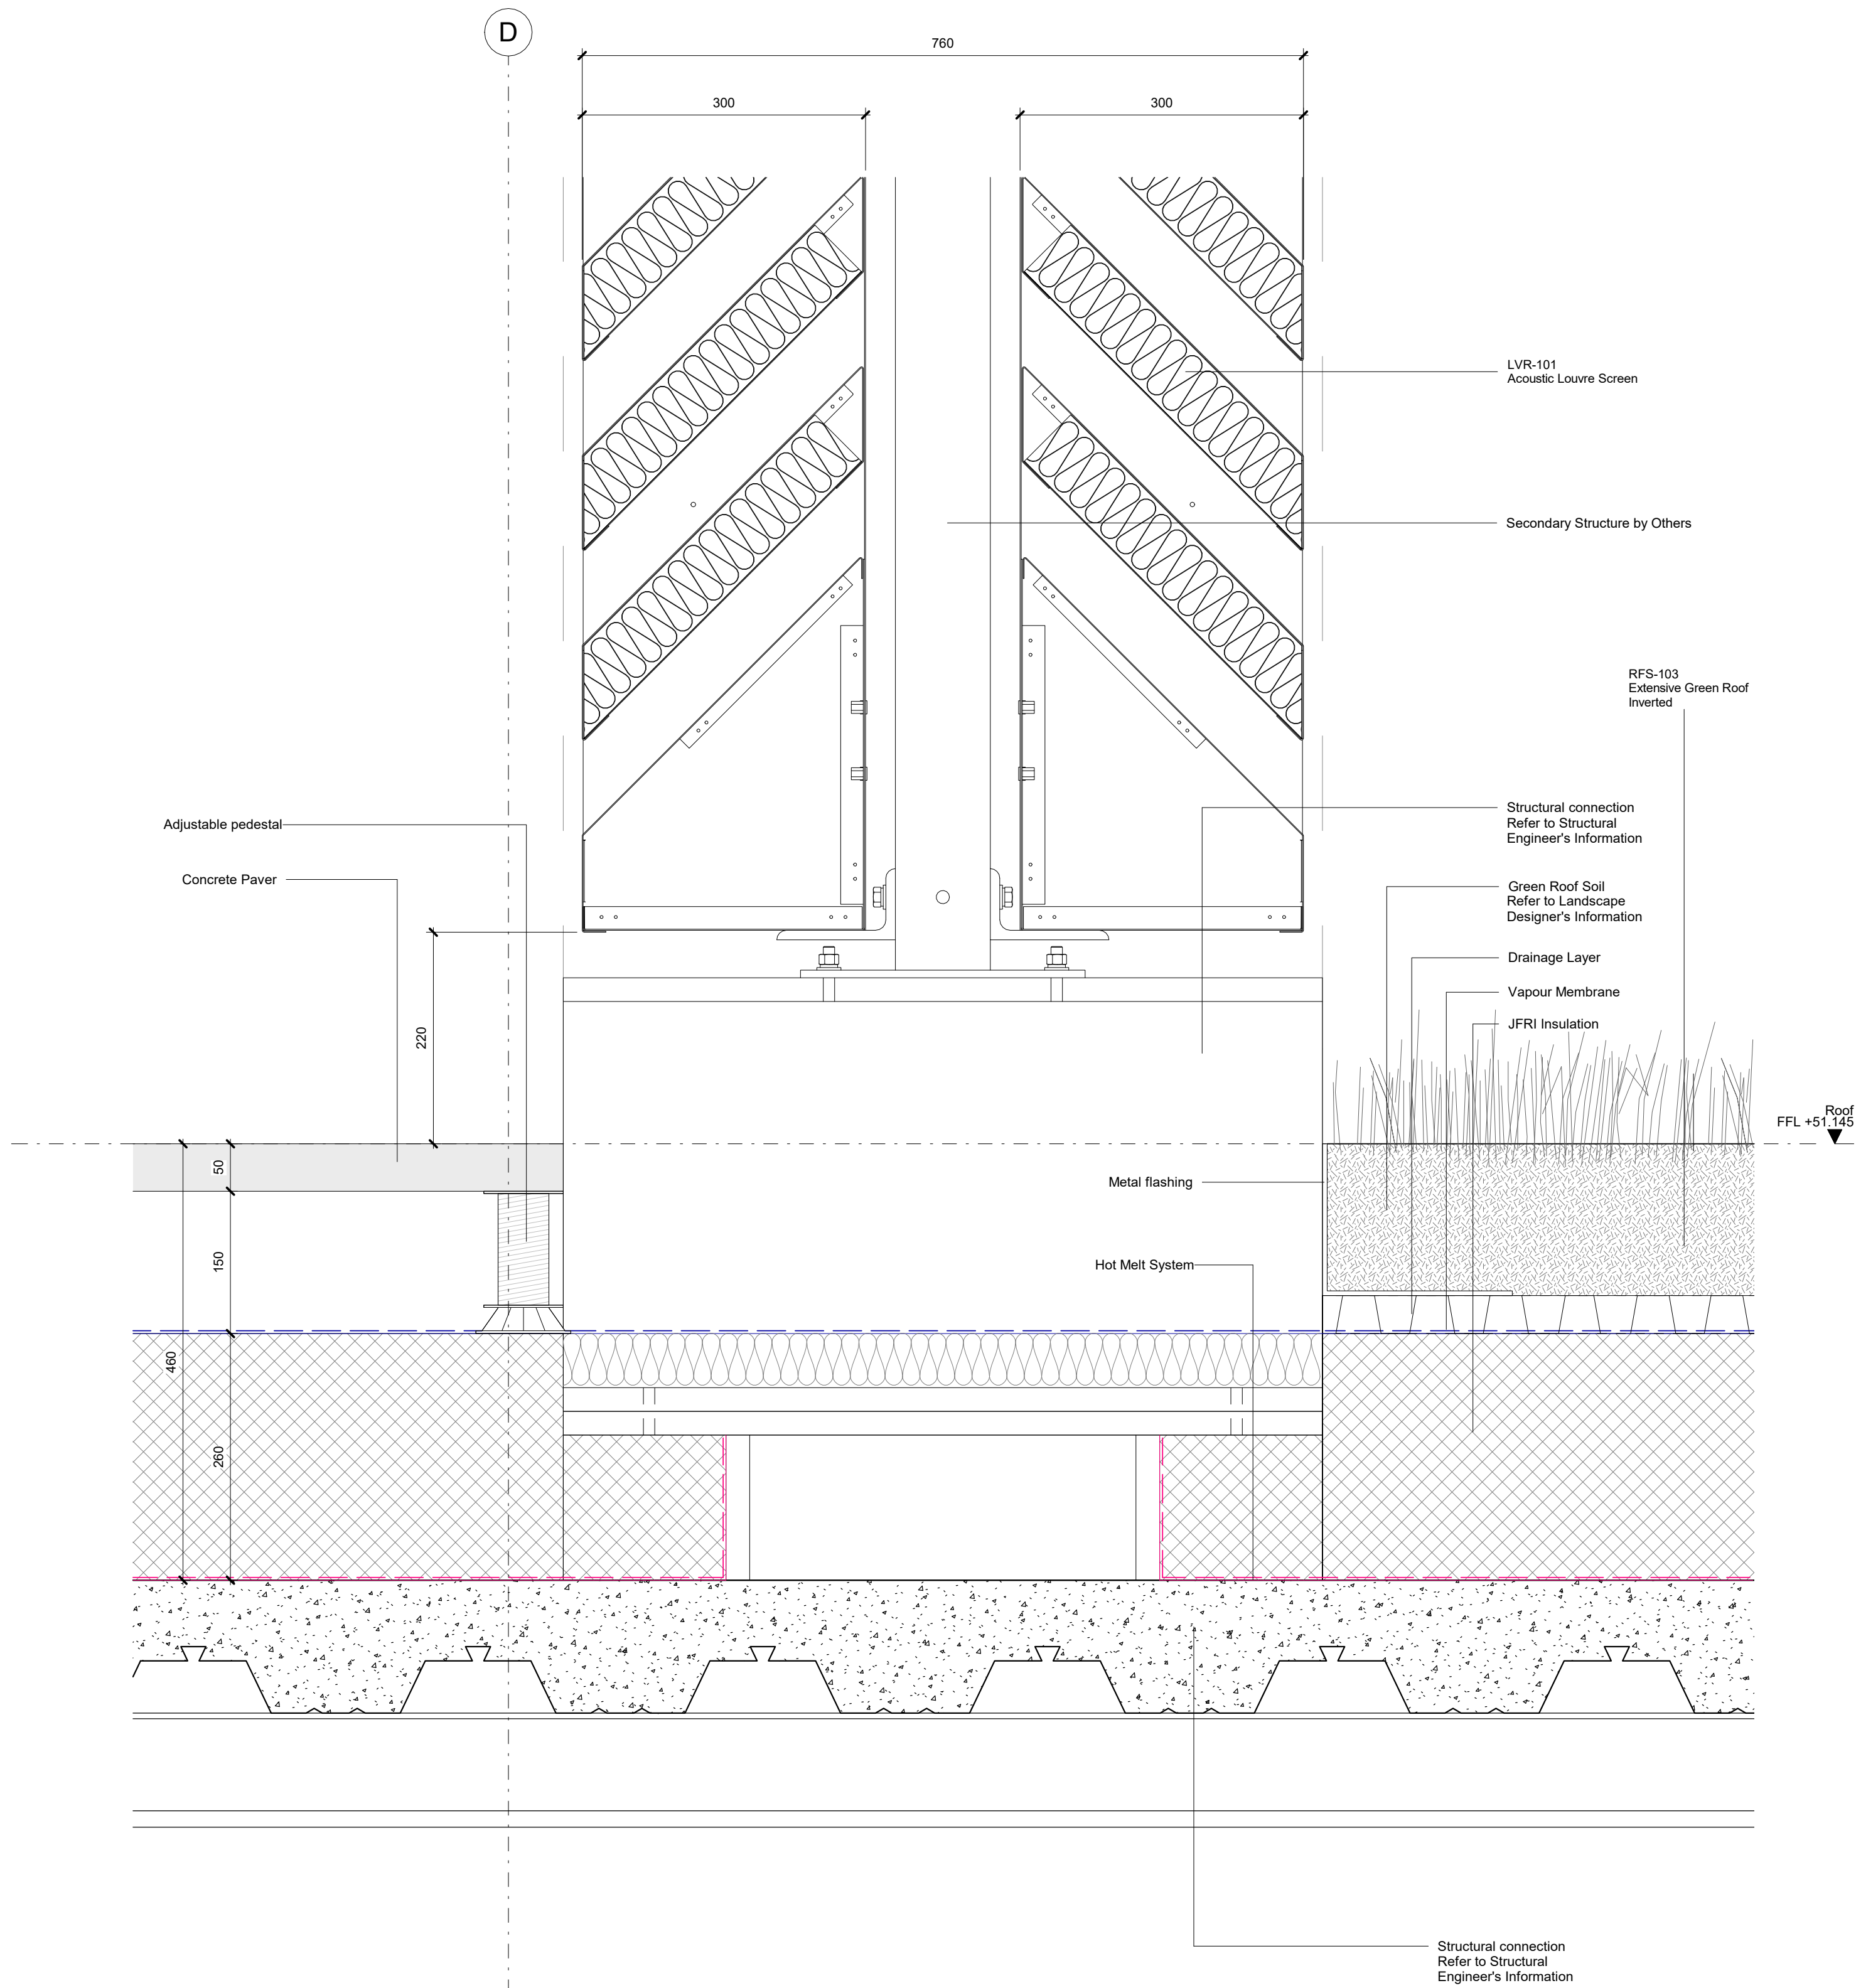 D
760
300
300
LVR-101
Acoustic Louvre Screen
Secondary Structure by Others
RFS-103
Extensive Green Roof
Inverted
Structural connection
Refer to Structural
Engineer's Information
Adjustable pedestal
Concrete Paver
Green Roof Soil
Refer to Landscape
Designer's Information
Drainage Layer
Vapour Membrane
JFRI Insulation
220
Roof
FFL +51.145
50
Metal flashing
150
Hot Melt System
460
260
Structural connection
Refer to Structural
Engineer's Information